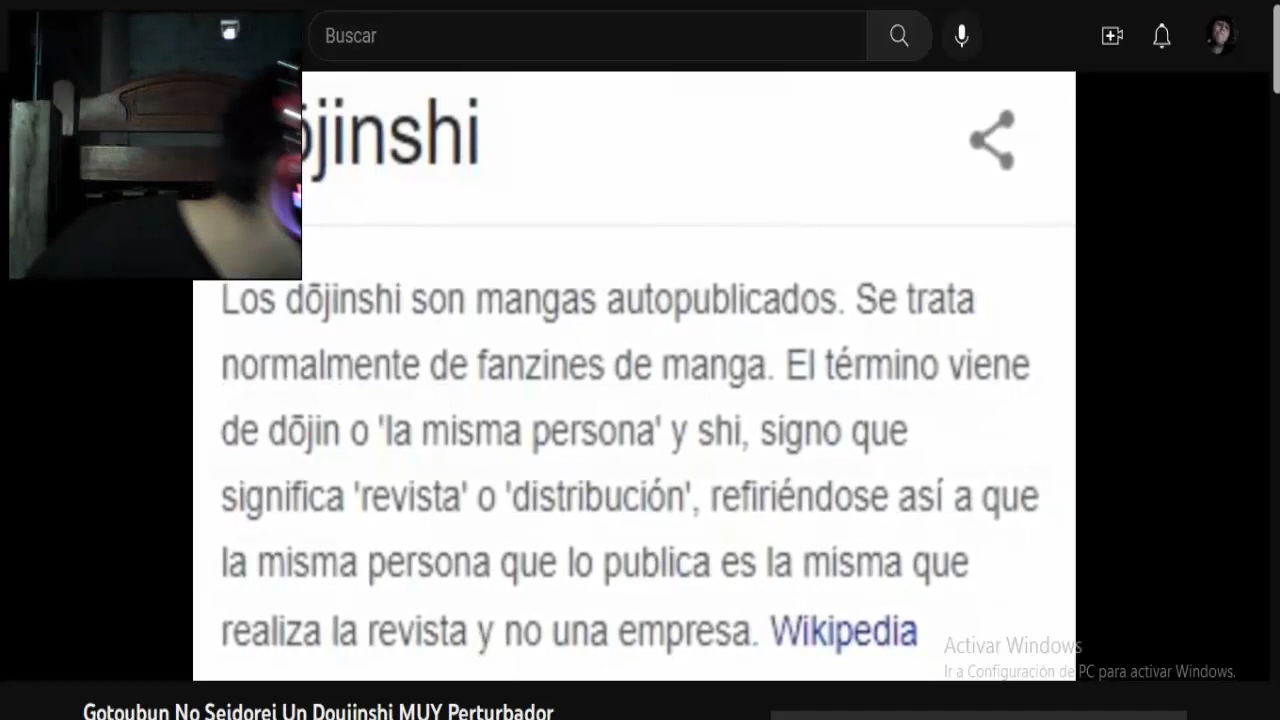 Buscar
ōjinshi
Los dōjinshi son mangas autopublicados. Se trata
normalmente de fanzines de manga. El término viene
de dōjin o 'la misma persona' y shi, signo que
significa 'revista' o 'distribución', refiriéndose así a que
la misma persona que lo publica es la misma que
realiza la revista y no una empresa. Wikipedia
Activar Windows
Ir a Configuración de PC para activar Windows.
Gotoubun No Seidorei Un Doujinshi MUY Perturbador